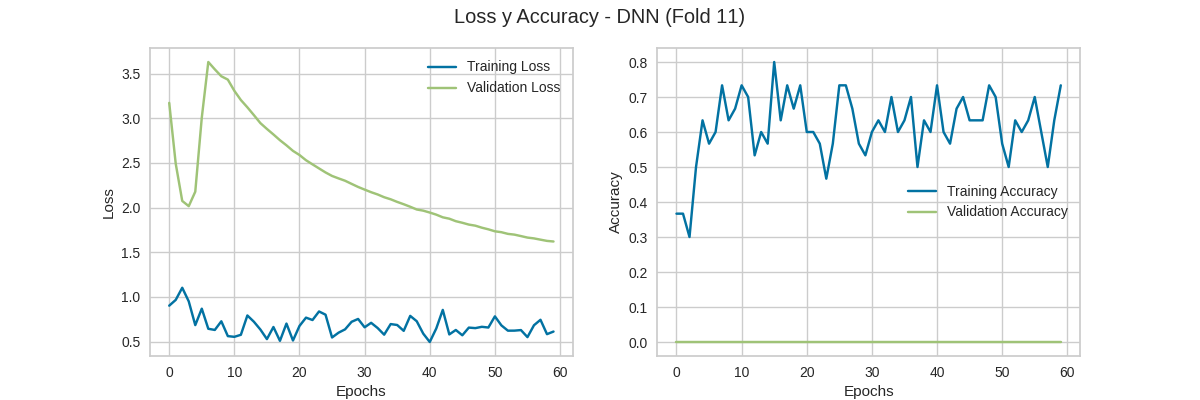 Loss y Accuracy - DNN (Fold 11)
Training Loss
Validation Loss
3.5
3.0
2.5
2.0
1.5
1.0
0.5
Loss
0 10 20 30 40 50 60
Epochs
Training Accuracy
Validation Accuracy
0.8
0.7
0.6
0.5
0.4
0.3
0.2
0.1
0.0
Accuracy
0 10 20 30 40 50 60
Epochs